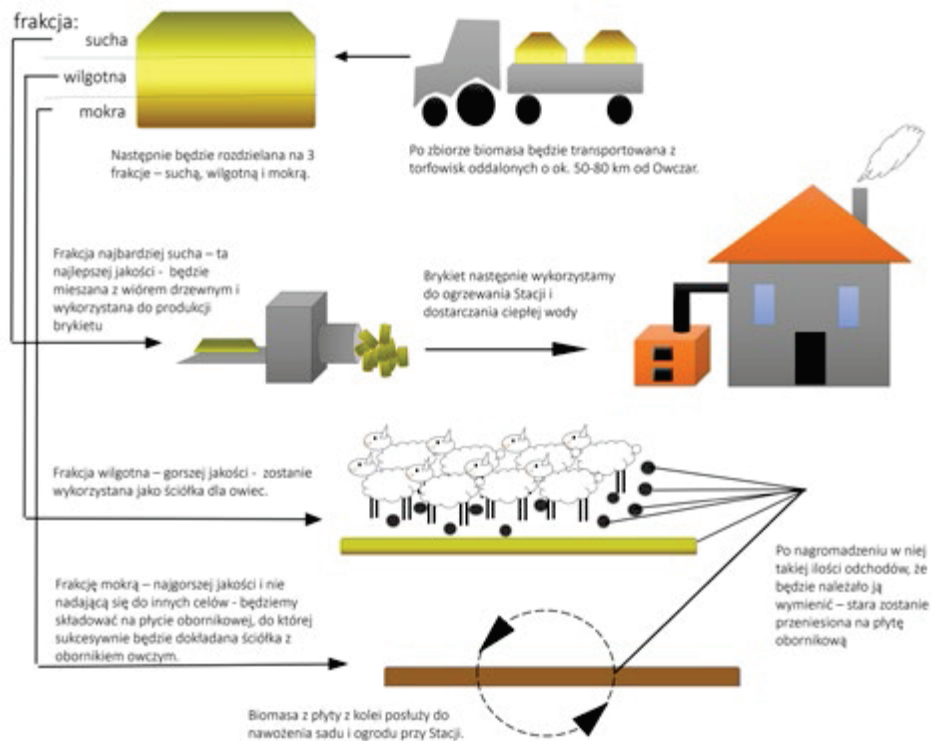 frakcja:
sucha
wilgotna
mokra
Następnie będzie rozdzielana na 3
frakcje – suchą, wilgotną i mokrą.
Po zbiorze biomasa będzie transportowana z
torfowisk oddalonych o ok. 50-80 km od Owczar.
Frakcja najbardziej sucha – ta
najlepszej jakości - będzie
mieszana z wiórem drzewnym i
wykorzystana do produkcji
brykietu
Brykiet następnie wykorzystamy
do ogrzewania Stacji i
dostarczania ciepłej wody
Frakcja wilgotna – gorszej jakości - zostanie
wykorzystana jako ściółka dla owiec.
Po nagromadzeniu w niej
takiej ilości odchodów, że
będzie należało ją
wymienić – stara zostanie
przeniesiona na płytę
obornikową
Frakcję mokrą – najgorszej jakości i nie
nadającą się do innych celów - będziemy
składować na płycie obornikowej, do której
sukcesywnie będzie dokładana ściółka z
obornikiem owczym.
Biomasa z płyty z kolei posłuży do
nawożenia sadu i ogrodu przy Stacji.